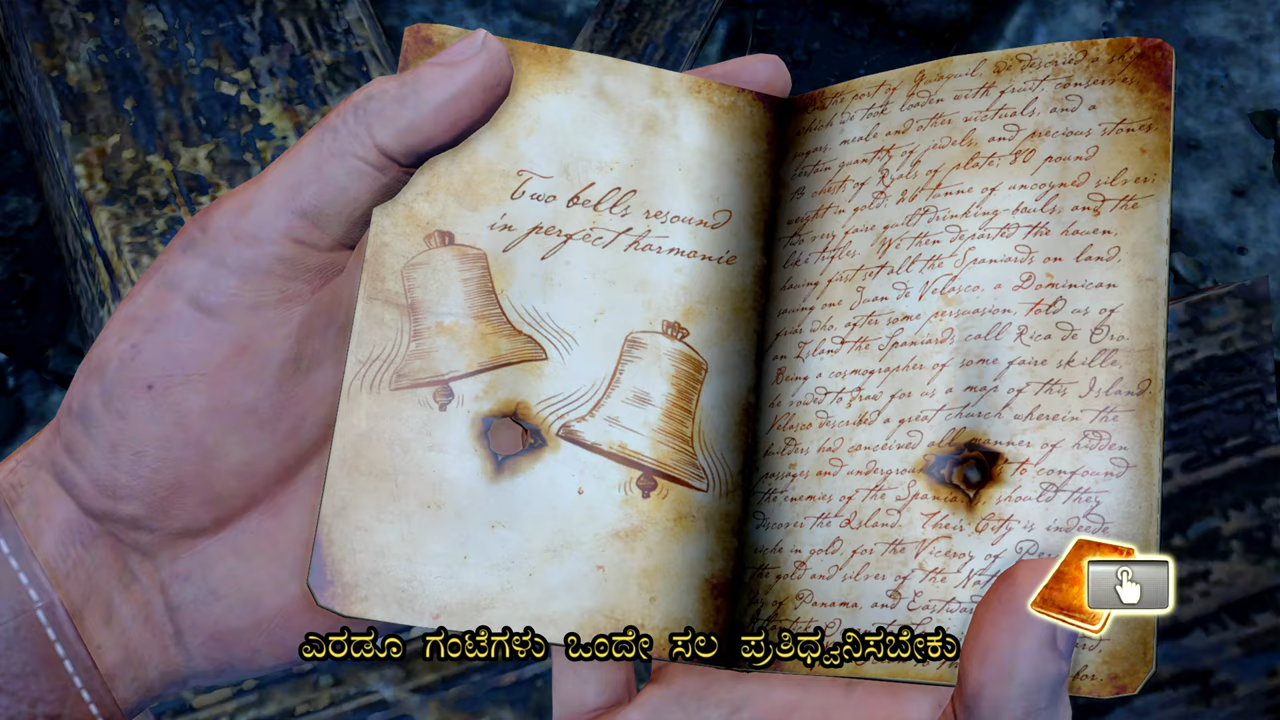 Two bells resound
in perfect harmonie
the port of Guiaquil, we descried a ship
which we took loaden with fruit, conserves,
sugars, meale and other victuals, and a
certain quantity of jewels, and precious stones,
13 chests of Ryals of plate; 80 pound
weight in gold; 26 tunne of uncoyned silver;
two very faire guilt drinking-bouls, and the
like trifles. We then departed the haven,
having first set all the Spaniards on land,
saving one Juan de Velasco, a Dominican
friar who, after some persuasion, told us of
an Island the Spaniards call Rica de Oro.
Being a cosmographer of some faire skille,
he vowed to draw for us a map of this Island.
Velasco described a great church wherein the
builders had conceived all manner of hidden
passages and to confound
the enemies of the should they
discover the Island. Their City is indeede
riche in gold, for the Viceroy of
the gold and silver of the
of Panama, and
ಎರಡೂ ಗಂಟೆಗಳು ಒಂದೇ ಸಲ ಪ್ರತಿಧ್ವನಿಸಬೇಕು